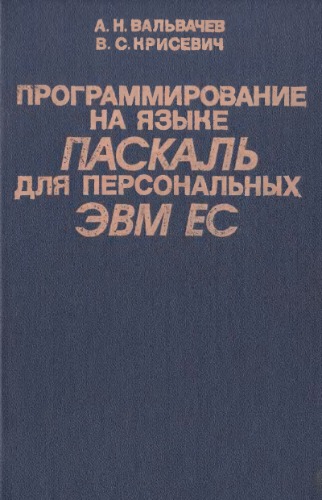 А. Н. ВАЛЬВАЧЕВ
В. С. КРИСЕВИЧ
ПРОГРАММИРОВАНИЕ
НА ЯЗЫКЕ
ПАСКАЛЬ
ДЛЯ ПЕРСОНАЛЬНЫХ
ЭВМ ЕС